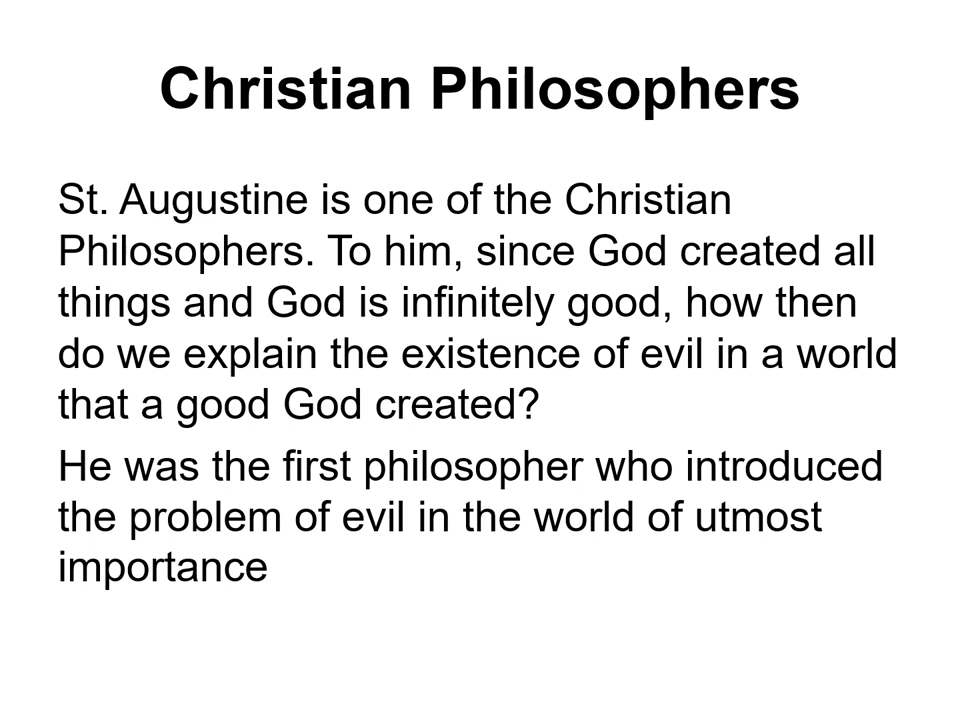 Christian Philosophers
St. Augustine is one of the Christian
Philosophers. To him, since God created all
things and God is infinitely good, how then
do we explain the existence of evil in a world
that a good God created?
He was the first philosopher who introduced
the problem of evil in the world of utmost
importance